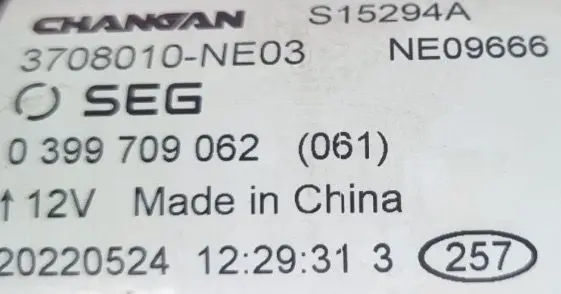 CHANGAN S15294A
3708010-NE03 NE09666
SEG
0 399 709 062 (061)
↑ 12V Made in China
20220524 12:29:31 3 257